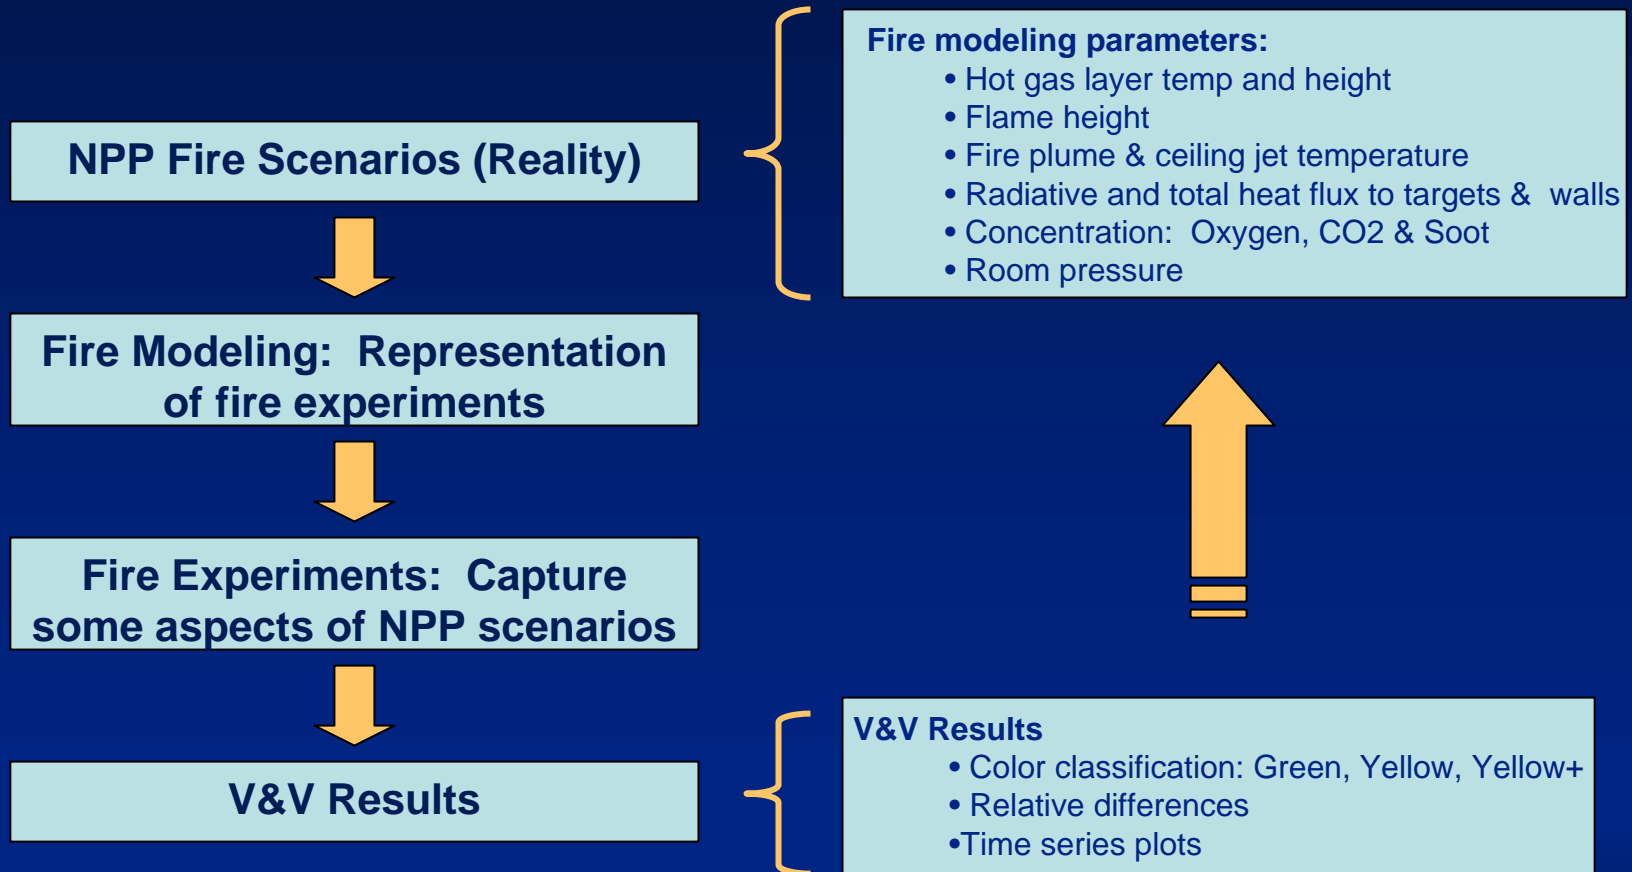 NPP Fire Scenarios (Reality)
Fire Modeling:  Representation
of fire experiments
Fire Experiments:  Capture
some aspects of NPP scenarios
V&V Results
Fire modeling parameters:
• Hot gas layer temp and height
• Flame height
• Fire plume & ceiling jet temperature
• Radiative and total heat flux to targets &  walls
• Concentration:  Oxygen, CO2 & Soot
• Room pressure
V&V Results
• Color classification: Green, Yellow, Yellow+
• Relative differences
•Time series plots